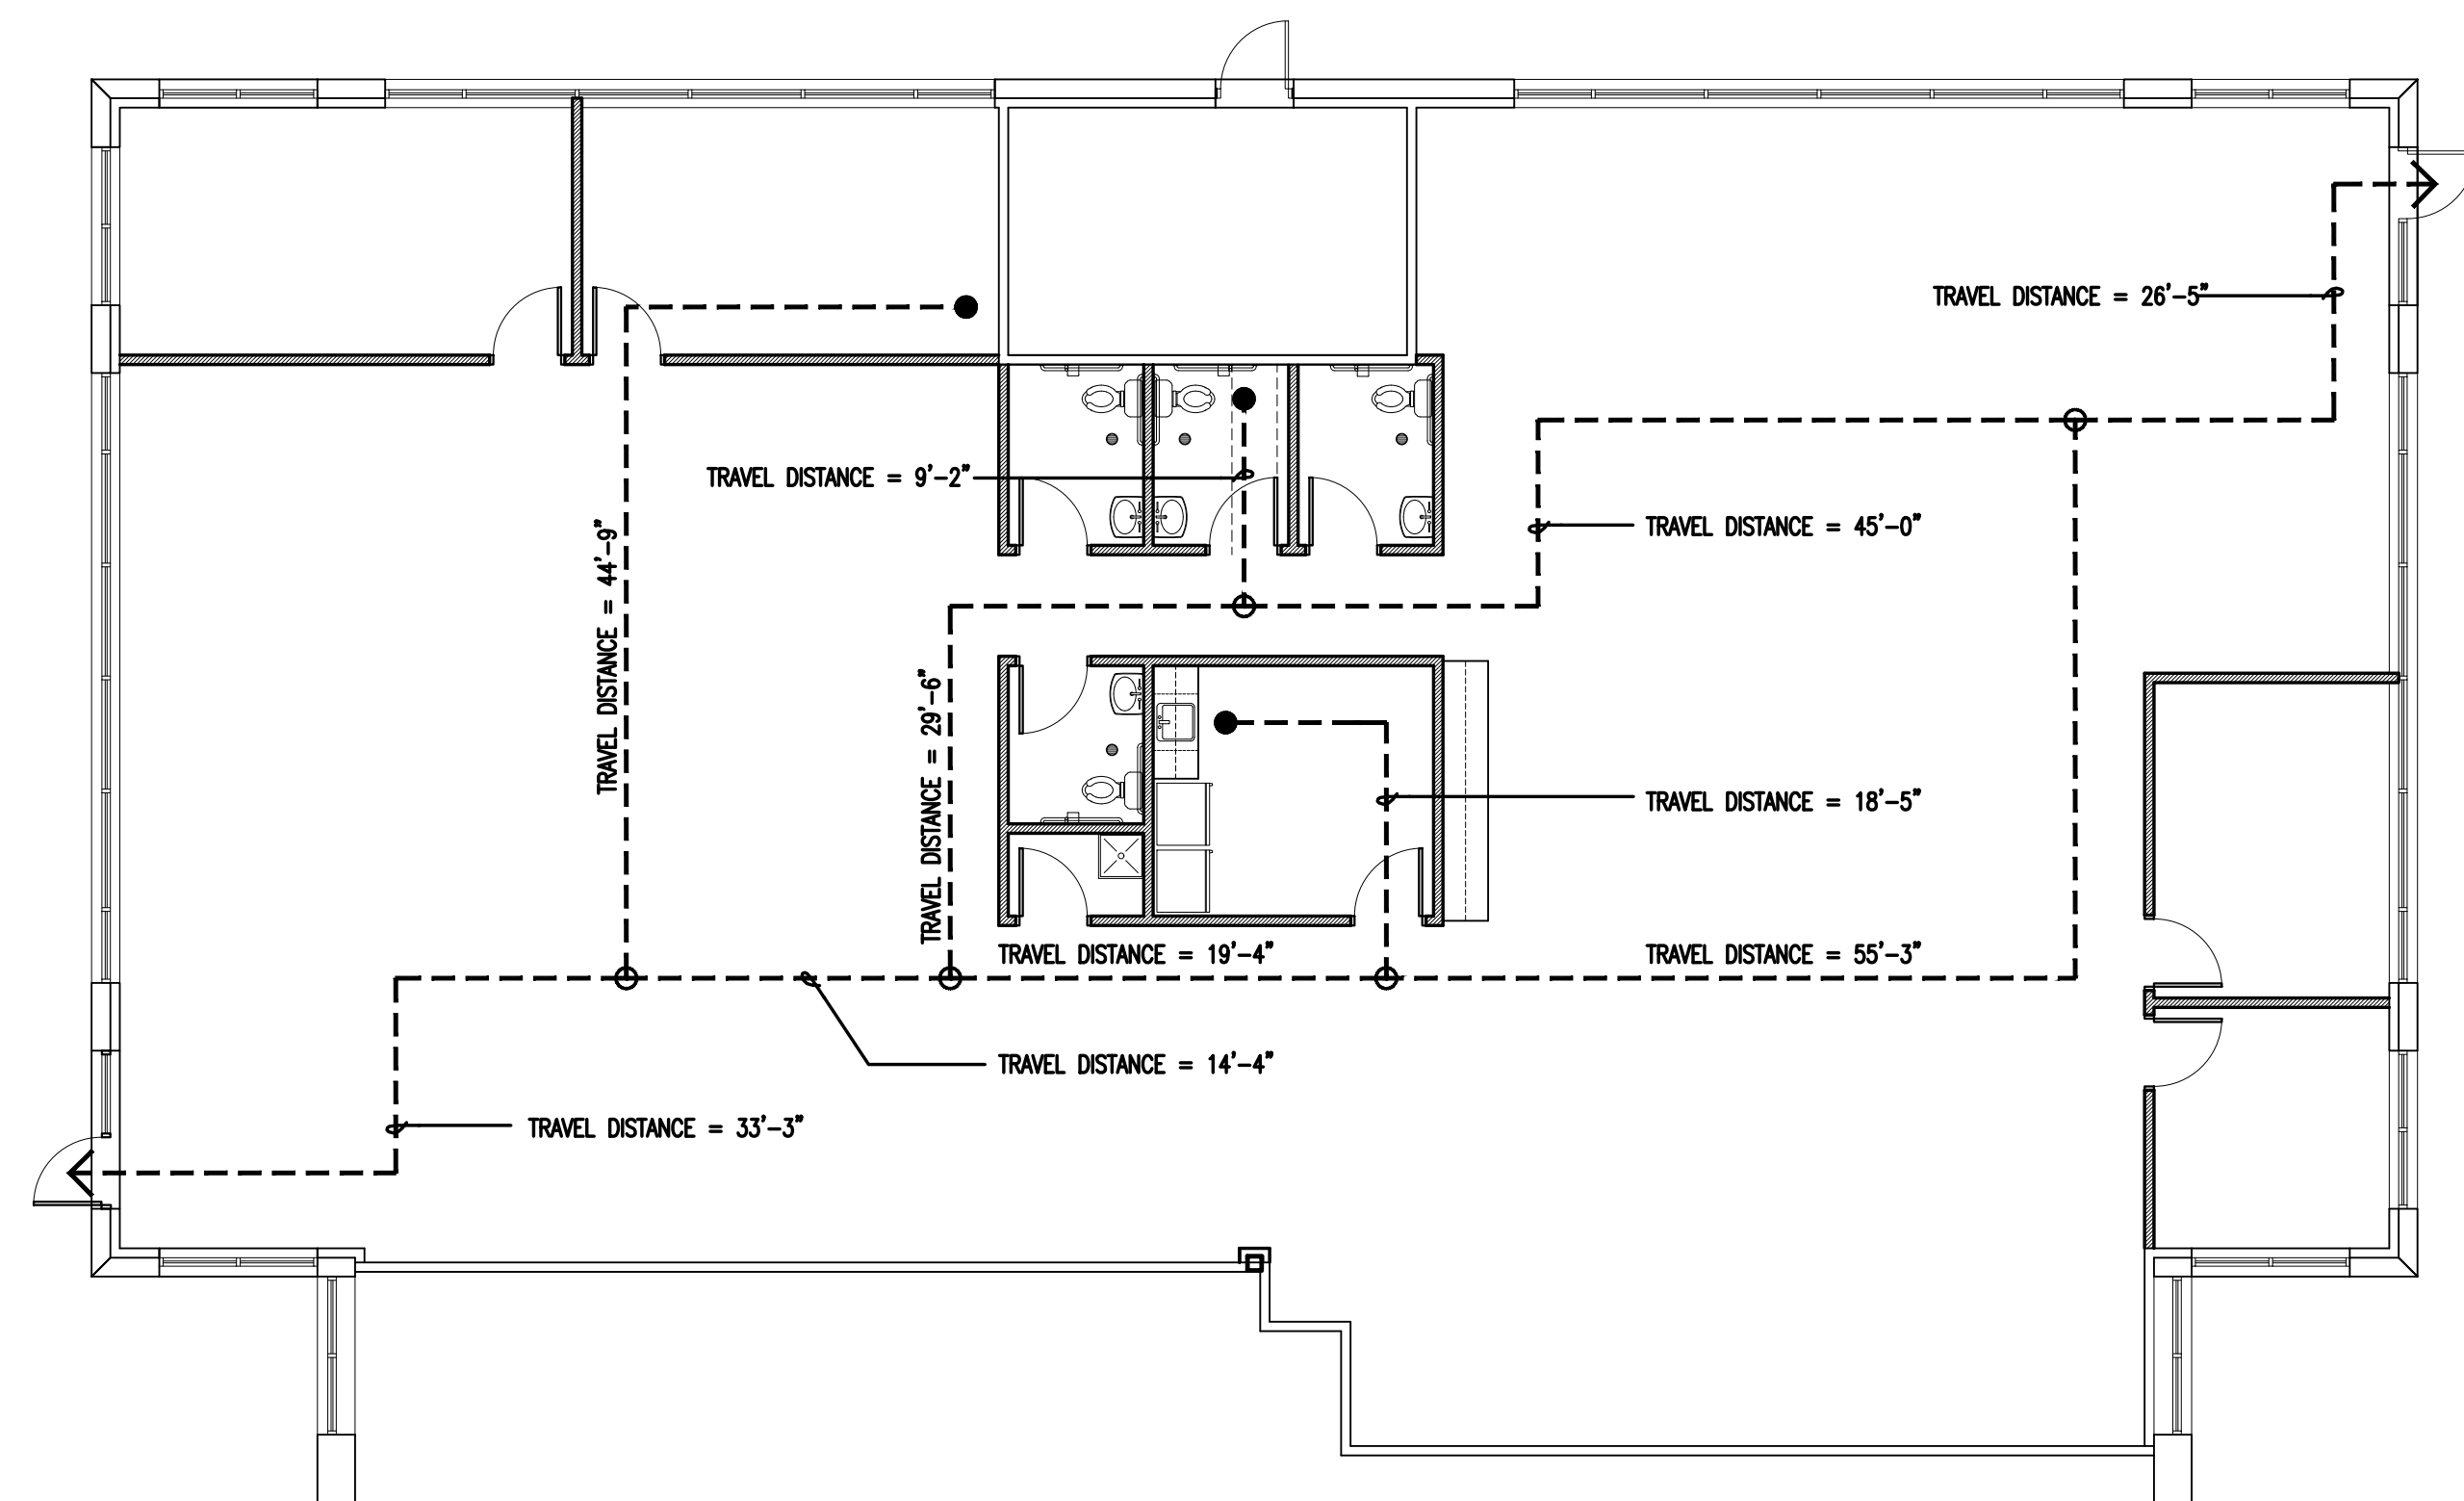 TRAVEL DISTANCE = 26'-5"
TRAVEL DISTANCE = 9'-2"
TRAVEL DISTANCE = 45'-0"
TRAVEL DISTANCE = 44'-9"
TRAVEL DISTANCE = 29'-6"
TRAVEL DISTANCE = 18'-5"
TRAVEL DISTANCE = 19'-4"
TRAVEL DISTANCE = 55'-3"
TRAVEL DISTANCE = 14'-4"
TRAVEL DISTANCE = 33'-3"